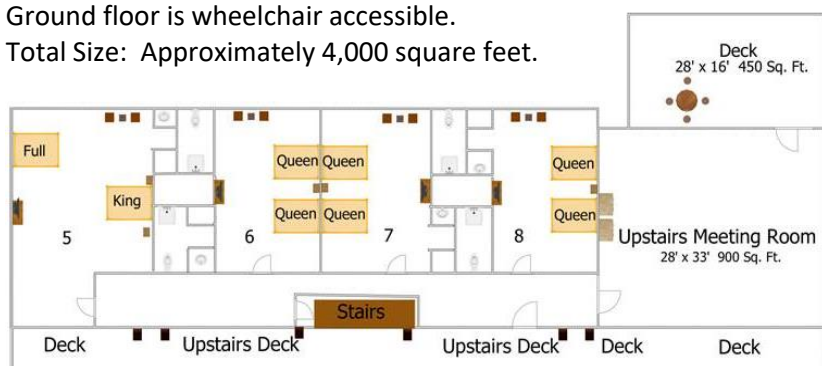 Ground floor is wheelchair accessible.
Total Size:  Approximately 4,000 square feet.
Deck
28' x 16'  450 Sq. Ft.
Full
King
5
6
Queen Queen
Queen Queen
7
8
Queen
Queen
Upstairs Meeting Room
28' x 33'  900 Sq. Ft.
Stairs
Deck
Upstairs Deck
Upstairs Deck
Deck
Deck